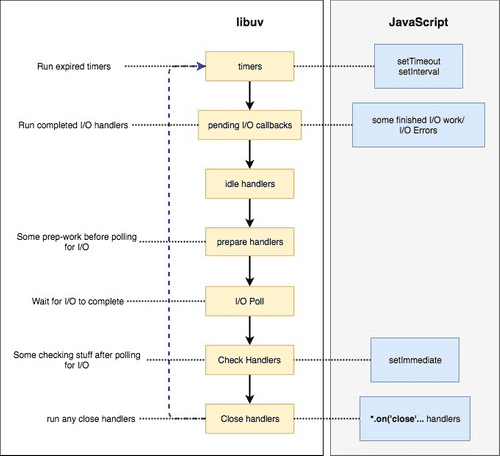 libuv
JavaScript
Run expired timers
timers
setTimeout
setInterval
Run completed I/O handlers
pending I/O callbacks
some finished I/O work/
I/O Errors
idle handlers
Some prep-work before polling
for I/O
prepare handlers
Wait for I/O to complete
I/O Poll
Some checking stuff after polling
for I/O
Check Handlers
setImmediate
run any close handlers
Close handlers
*.on('close'... handlers